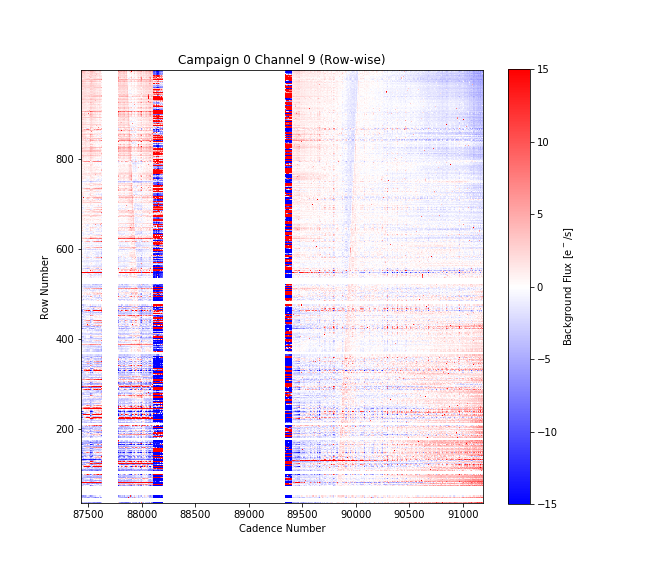 Campaign 0 Channel 9 (Row-wise)
800
600
400
200
Row Number
87500 88000 88500 89000 89500 90000 90500 91000
Cadence Number
15
10
5
0
−5
−10
−15
Background Flux [e⁻/s]